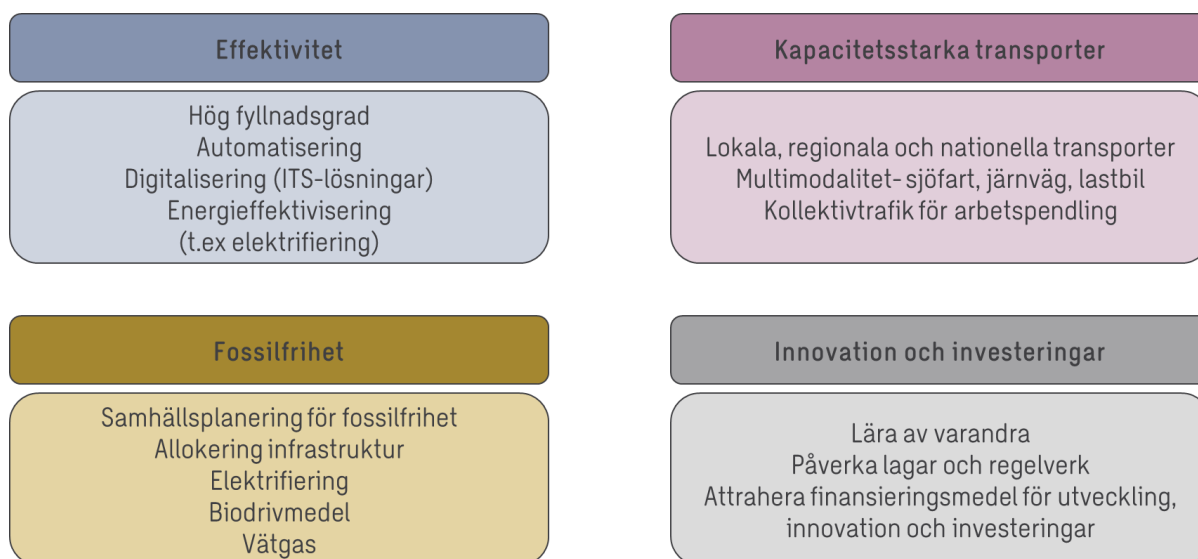 Effektivitet
Hög fyllnadsgrad
Automatisering
Digitalisering (ITS-lösningar)
Energieffektivisering
(t.ex elektrifiering)
Kapacitetsstarka transporter
Lokala, regionala och nationella transporter
Multimodalitet- sjöfart, järnväg, lastbil
Kollektivtrafik för arbetspendling
Fossilfrihet
Samhällsplanering för fossilfrihet
Allokering infrastruktur
Elektrifiering
Biodrivmedel
Vätgas
Innovation och investeringar
Lära av varandra
Påverka lagar och regelverk
Attrahera finansieringsmedel för utveckling,
innovation och investeringar